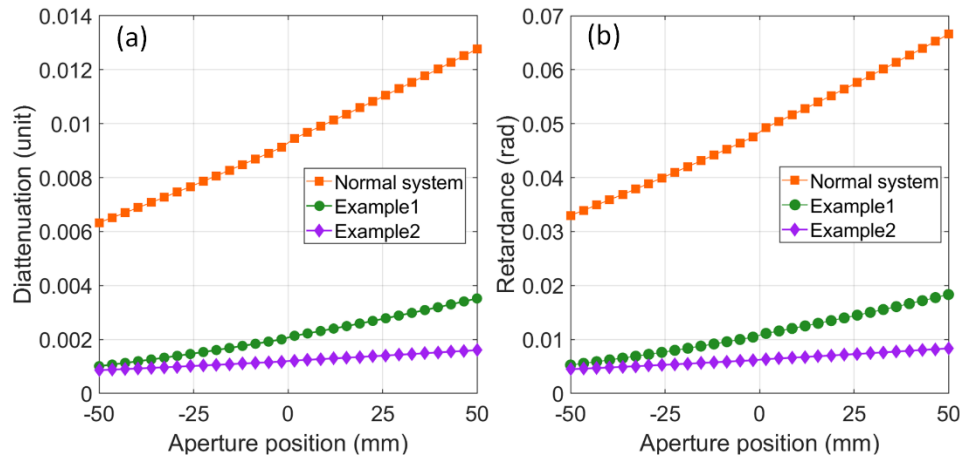 (a)
Diattenuation (unit)
0.014
0.012
0.01
0.008
0.006
0.004
0.002
0
Normal system
Example1
Example2
-50
-25
0
25
50
Aperture position (mm)
(b)
Retardance (rad)
0.07
0.06
0.05
0.04
0.03
0.02
0.01
0
Normal system
Example1
Example2
-50
-25
0
25
50
Aperture position (mm)